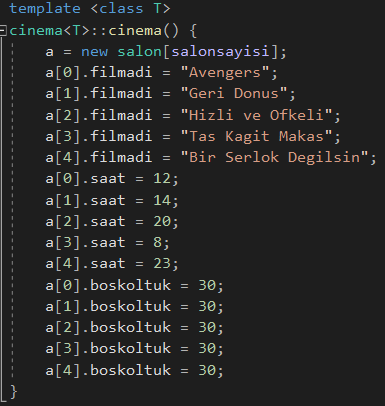 template <class T>
cinema<T>::cinema() {
a = new salon[salonsayisi];
a[0].filmadi = "Avengers";
a[1].filmadi = "Geri Donus";
a[2].filmadi = "Hizli ve Ofkeli";
a[3].filmadi = "Tas Kagit Makas";
a[4].filmadi = "Bir Serlok Degilsin";
a[0].saat = 12;
a[1].saat = 14;
a[2].saat = 20;
a[3].saat = 8;
a[4].saat = 23;
a[0].boskoltuk = 30;
a[1].boskoltuk = 30;
a[2].boskoltuk = 30;
a[3].boskoltuk = 30;
a[4].boskoltuk = 30;
}